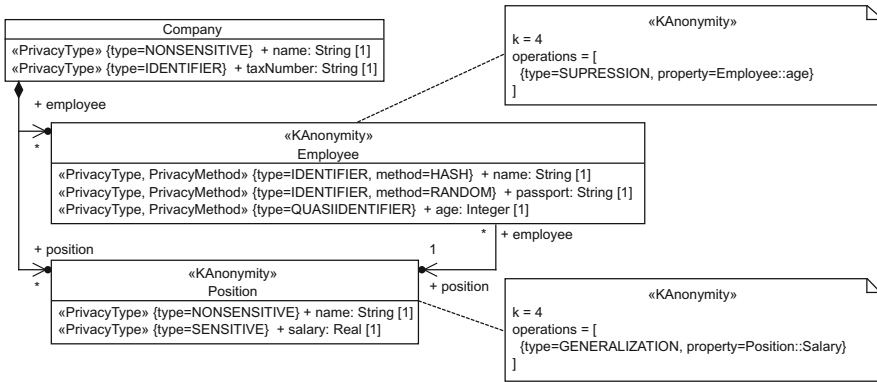 Company
«PrivacyType» {type=NONSENSITIVE} + name: String [1]
«PrivacyType» {type=IDENTIFIER} + taxNumber: String [1]
«KAnonymity»
k = 4
operations = [
{type=SUPRESSION, property=Employee::age}
]
+ employee
*
«KAnonymity»
Employee
«PrivacyType, PrivacyMethod» {type=IDENTIFIER, method=HASH} + name: String [1]
«PrivacyType, PrivacyMethod» {type=IDENTIFIER, method=RANDOM} + passport: String [1]
«PrivacyType, PrivacyMethod» {type=QUASIIDENTIFIER} + age: Integer [1]
* + employee
+ position
*
1
+ position
«KAnonymity»
Position
«PrivacyType» {type=NONSENSITIVE} + name: String [1]
«PrivacyType» {type=SENSITIVE} + salary: Real [1]
«KAnonymity»
k = 4
operations = [
{type=GENERALIZATION, property=Position::Salary}
]